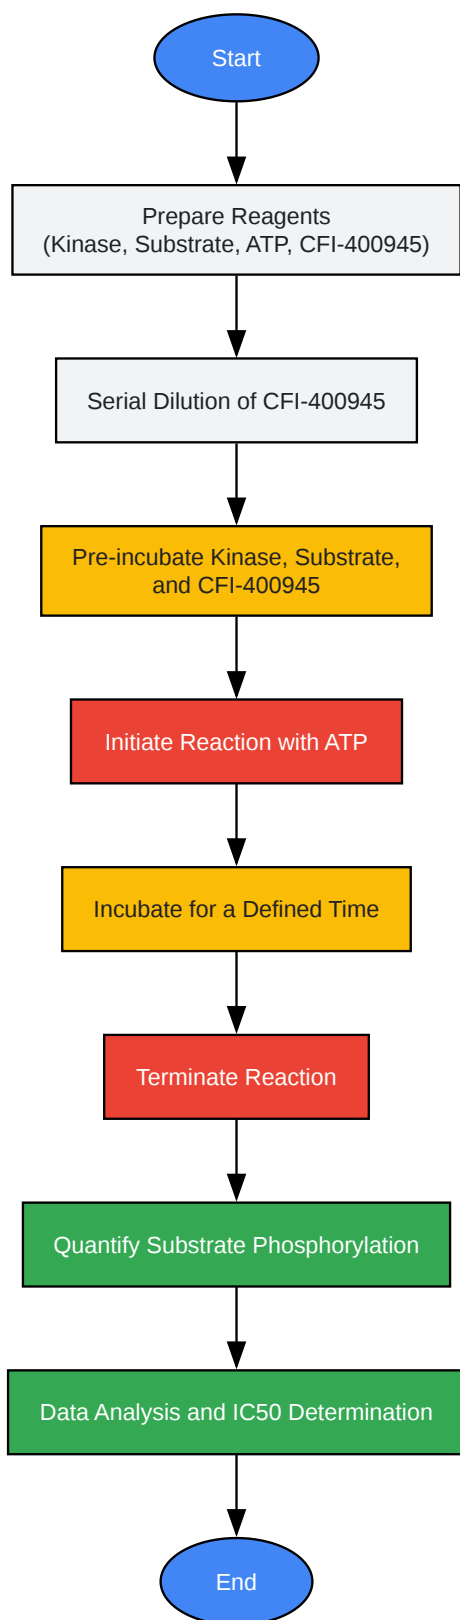 Start
Prepare Reagents
(Kinase, Substrate, ATP, CFI-400945)
Serial Dilution of CFI-400945
Pre-incubate Kinase, Substrate,
and CFI-400945
Initiate Reaction with ATP
Incubate for a Defined Time
Terminate Reaction
Quantify Substrate Phosphorylation
Data Analysis and IC50 Determination
End